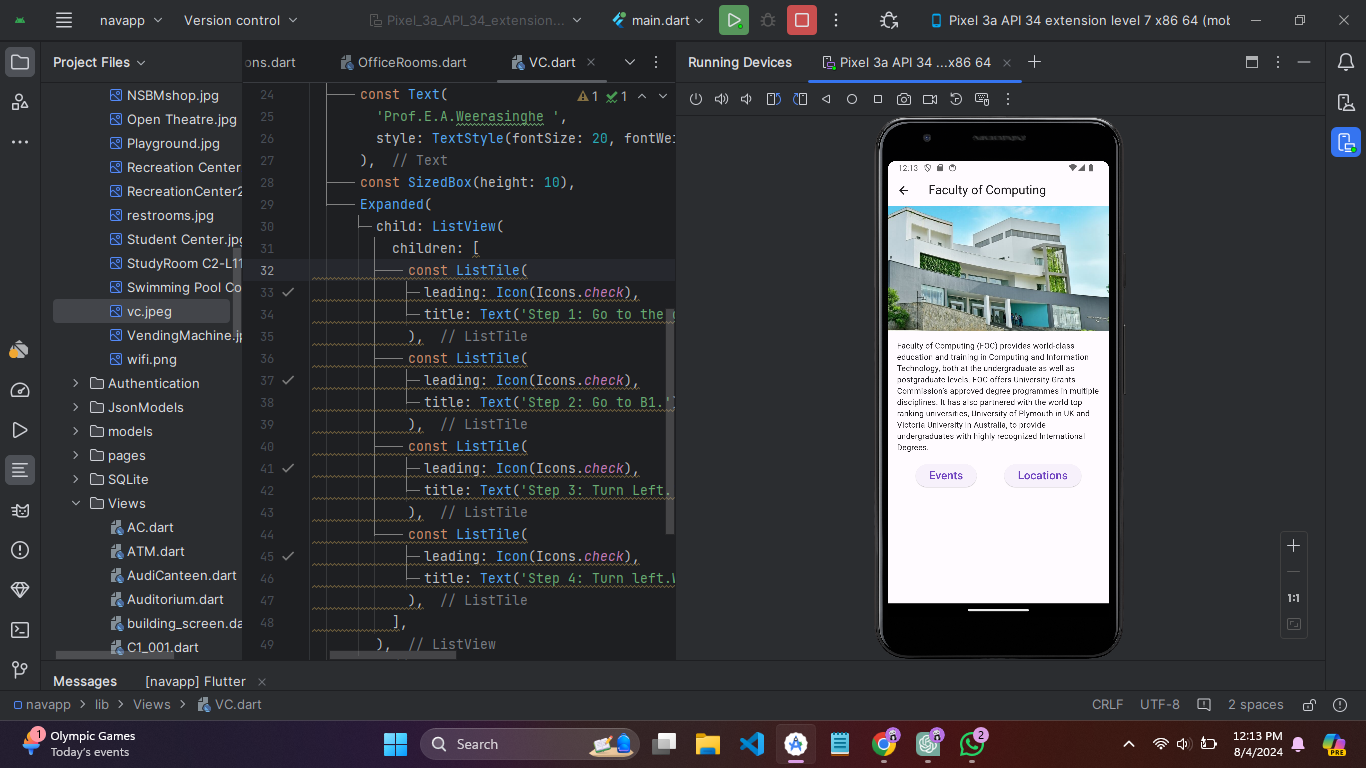 navapp
Version control
Pixel_3a_API_34_extension...
main.dart
Pixel 3a API 34 extension level 7 x86 64 (mob
Project Files
ons.dart
OfficeRooms.dart
VC.dart
Running Devices
Pixel 3a API 34 ...x86 64
NSBMshop.jpg
Open Theatre.jpg
Playground.jpg
Recreation Center
RecreationCenter2
restrooms.jpg
Student Center.jpg
StudyRoom C2-L11
Swimming Pool Co
vc.jpeg
VendingMachine.j
wifi.png
Authentication
JsonModels
models
pages
SQLite
Views
AC.dart
ATM.dart
AudiCanteen.dart
Auditorium.dart
building_screen.da
C1_001.dart
1 1
24 const Text(
25 'Prof.E.A.Weerasinghe ',
26 style: TextStyle(fontSize: 20, fontWei
27 ), // Text
28 const SizedBox(height: 10),
29 Expanded(
30 child: ListView(
31 children: [
32 const ListTile(
33 leading: Icon(Icons.check),
34 title: Text('Step 1: Go to the
35 ), // ListTile
36 const ListTile(
37 leading: Icon(Icons.check),
38 title: Text('Step 2: Go to B1.'
39 ), // ListTile
40 const ListTile(
41 leading: Icon(Icons.check),
42 title: Text('Step 3: Turn Left.
43 ), // ListTile
44 const ListTile(
45 leading: Icon(Icons.check),
46 title: Text('Step 4: Turn left.W
47 ), // ListTile
48 ],
49 ), // ListView
12:13
Faculty of Computing
Faculty of Computing (FOC) provides world-class
education and training in Computing and Information
Technology, both at the undergraduate as well as
postgraduate levels. FOC offers University Grants
Commission's approved degree programmes in multiple
disciplines. It has also partnered with the world top
ranking universities, University of Plymouth in UK and
Victoria University in Australia, to provide
undergraduates with highly recognized International
Degrees.
Events
Locations
1:1
Messages
[navapp] Flutter
navapp > lib > Views > VC.dart
CRLF
UTF-8
2 spaces
1
Olympic Games
Today's events
Search
2
PRE
12:13 PM
8/4/2024